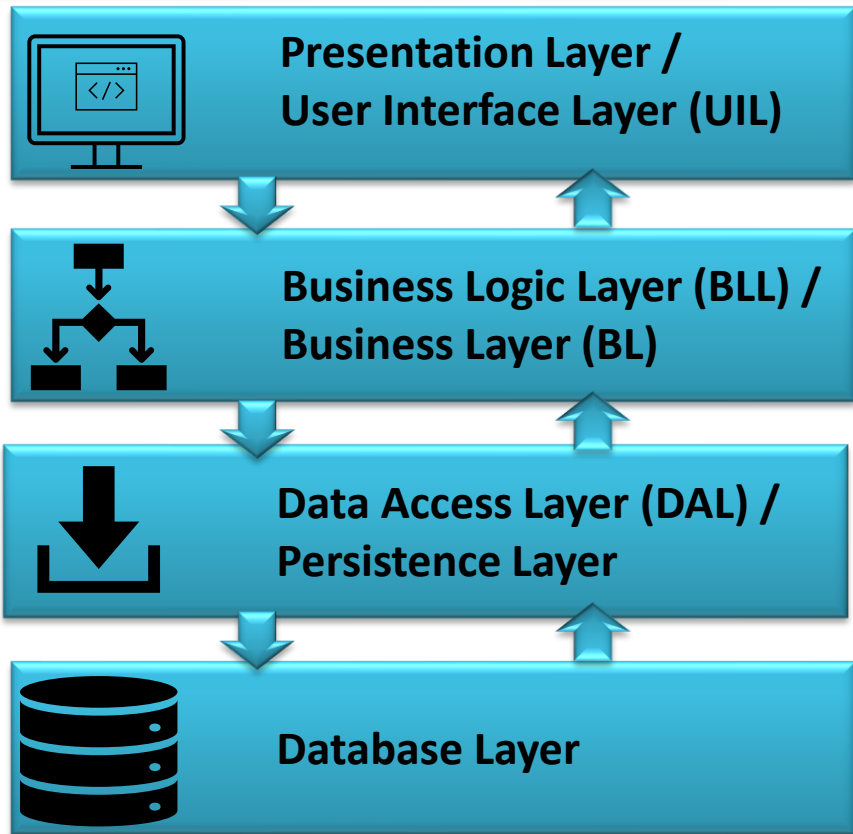 </>
Presentation Layer /
User Interface Layer (UIL)
Business Logic Layer (BLL) /
Business Layer (BL)
Data Access Layer (DAL) /
Persistence Layer
Database Layer